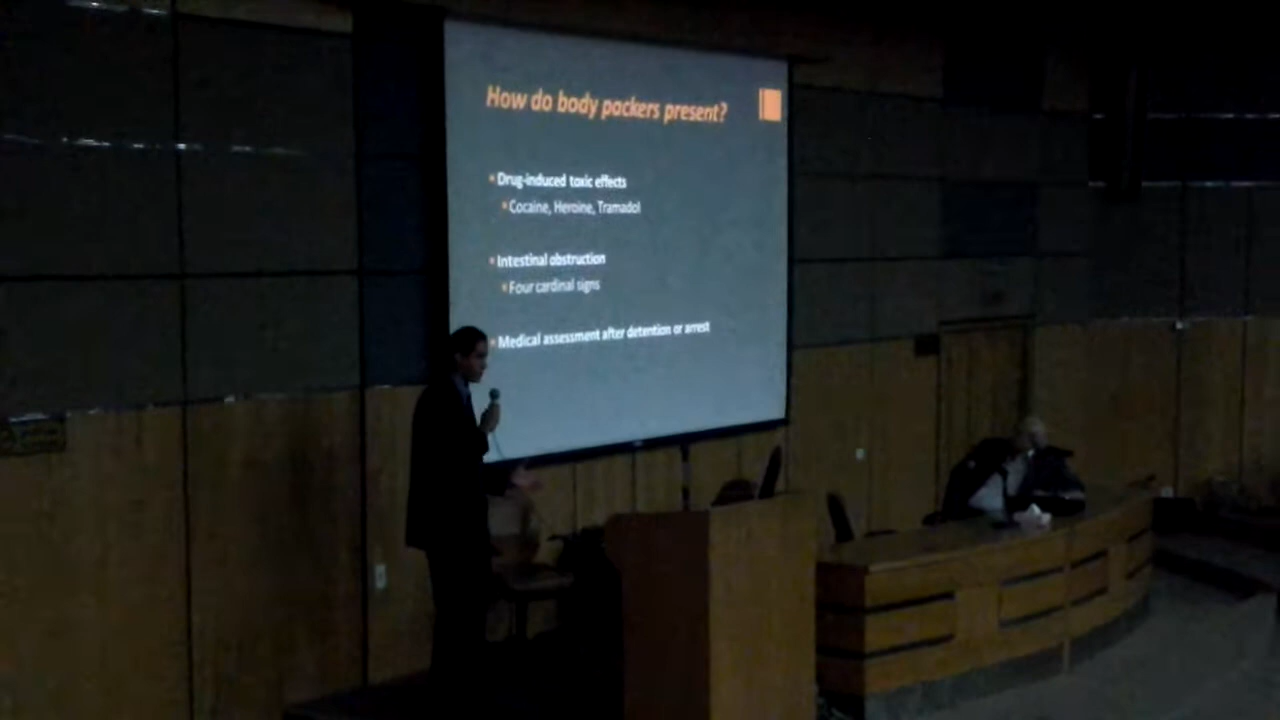 How do body packers present?
Drug-induced toxic effects
Cocaine, Heroine, Tramadol
Intestinal obstruction
Four cardinal signs
Medical assessment after detention or arrest